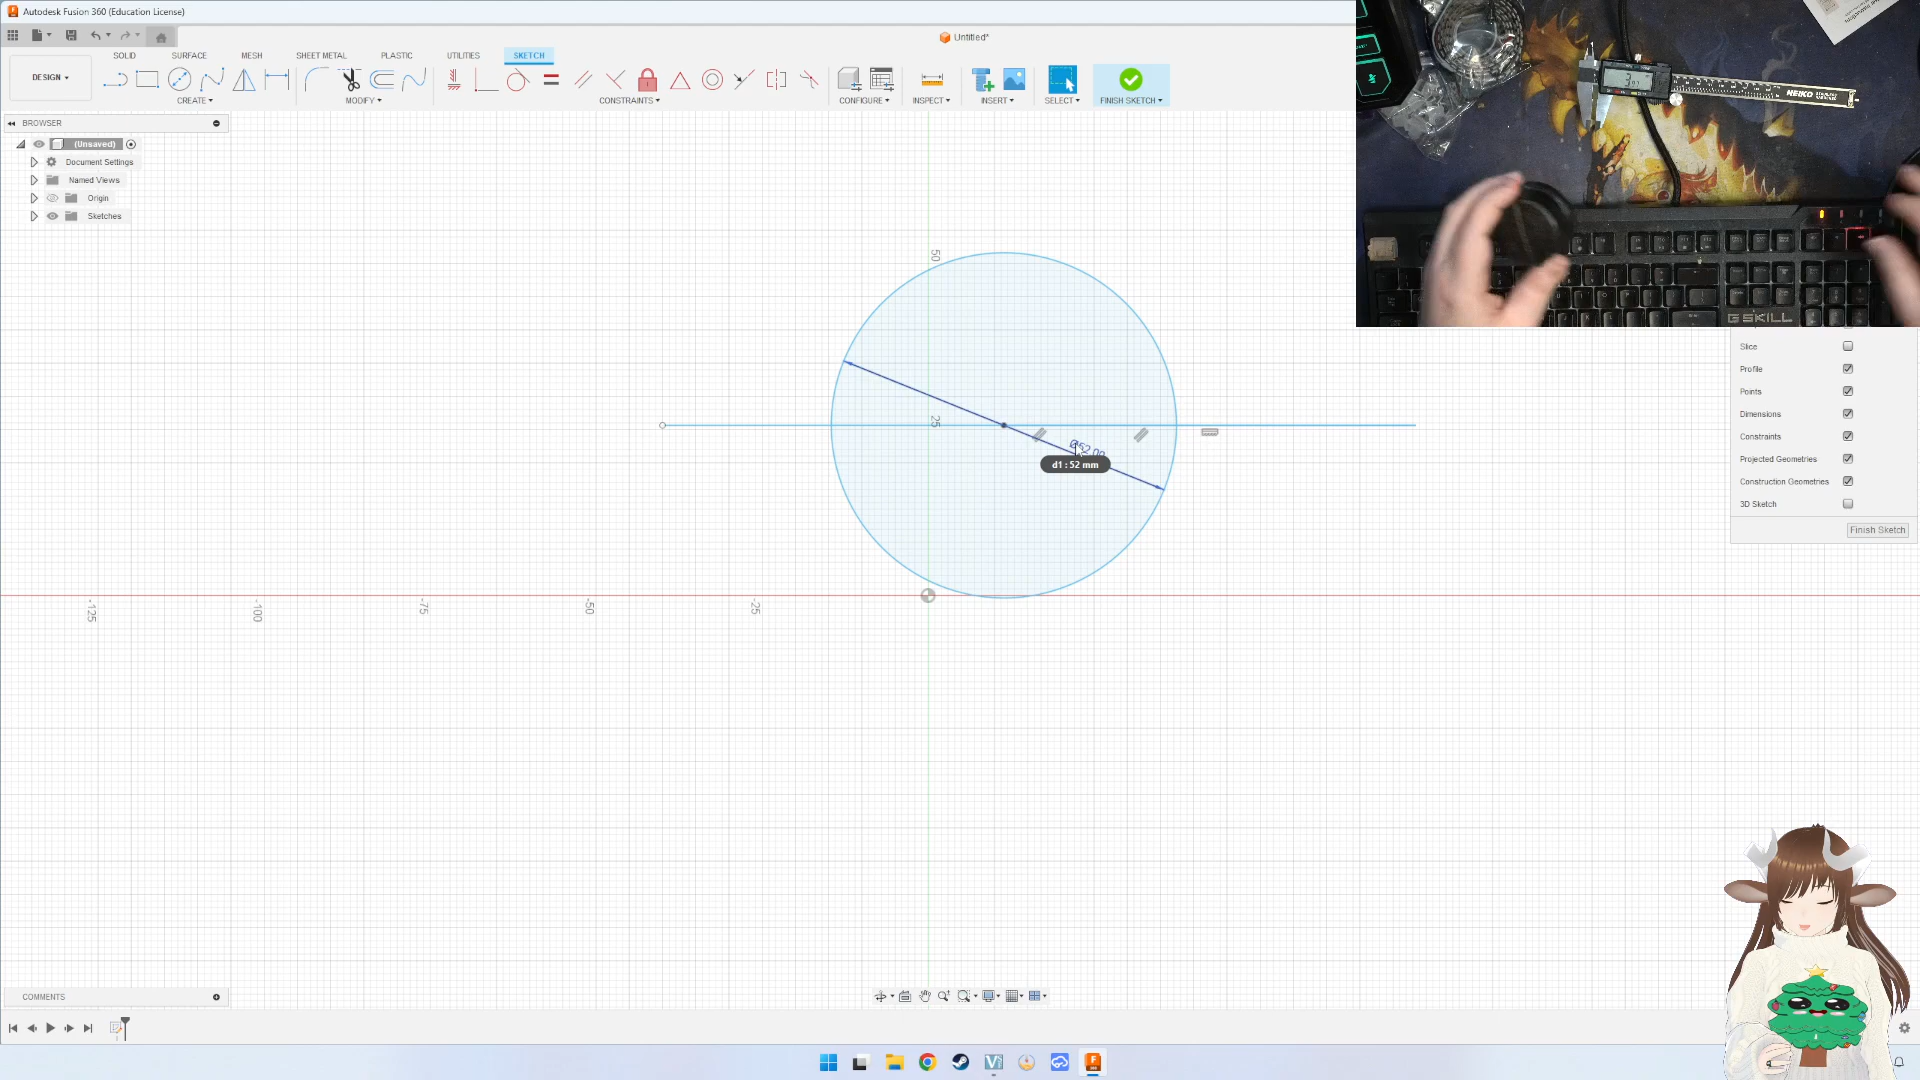 Autodesk Fusion 360 (Education License)
Untitled*
SOLID SURFACE MESH SHEET METAL PLASTIC UTILITIES SKETCH
DESIGN
CREATE MODIFY CONSTRAINTS CONFIGURE INSPECT INSERT SELECT FINISH SKETCH
BROWSER
(Unsaved)
Document Settings
Named Views
Origin
Sketches
50
25
Ø52.00
d1 : 52 mm
-125 -100 -75 -50 -25
NEIKO
G.SKILL
Slice
Profile
Points
Dimensions
Constraints
Projected Geometries
Construction Geometries
3D Sketch
Finish Sketch
COMMENTS